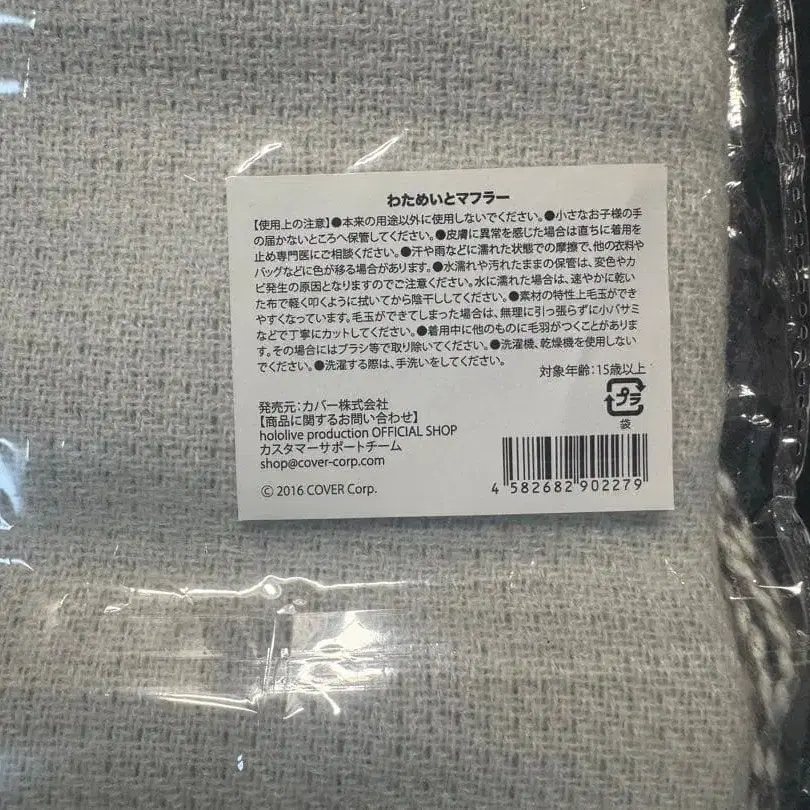 わためいとマフラー
【使用上の注意】●本来の用途以外に使用しないでください。●小さなお子様の手
の届かないところへ保管してください。●皮膚に異常を感じた場合は直ちに着用を
止め専門医にご相談ください。●汗や雨などに濡れた状態での摩擦で、他の衣料や
バッグなどに色が移る場合があります。●水濡れや汚れたままの保管は、変色やカ
ビ発生の原因となりますのでご注意ください。水に濡れた場合は、速やかに乾い
た布で軽く叩くように拭いてから陰干ししてください。●素材の特性上毛玉ができ
やすくなっています。毛玉ができてしまった場合は、無理に引っ張らずに小バサミ
などで丁寧にカットしてください。●着用中に他のものに毛羽がつくことがありま
す。その場合にはブラシ等で取り除いてください。●洗濯機、乾燥機を使用しない
でください。●洗濯する際は、手洗いをしてください。
対象年齢：15歳以上
プラ
袋
発売元：カバー株式会社
【商品に関するお問い合わせ】
hololive production OFFICIAL SHOP
カスタマーサポートチーム
shop@cover-corp.com
© 2016 COVER Corp.
4 582682 902279